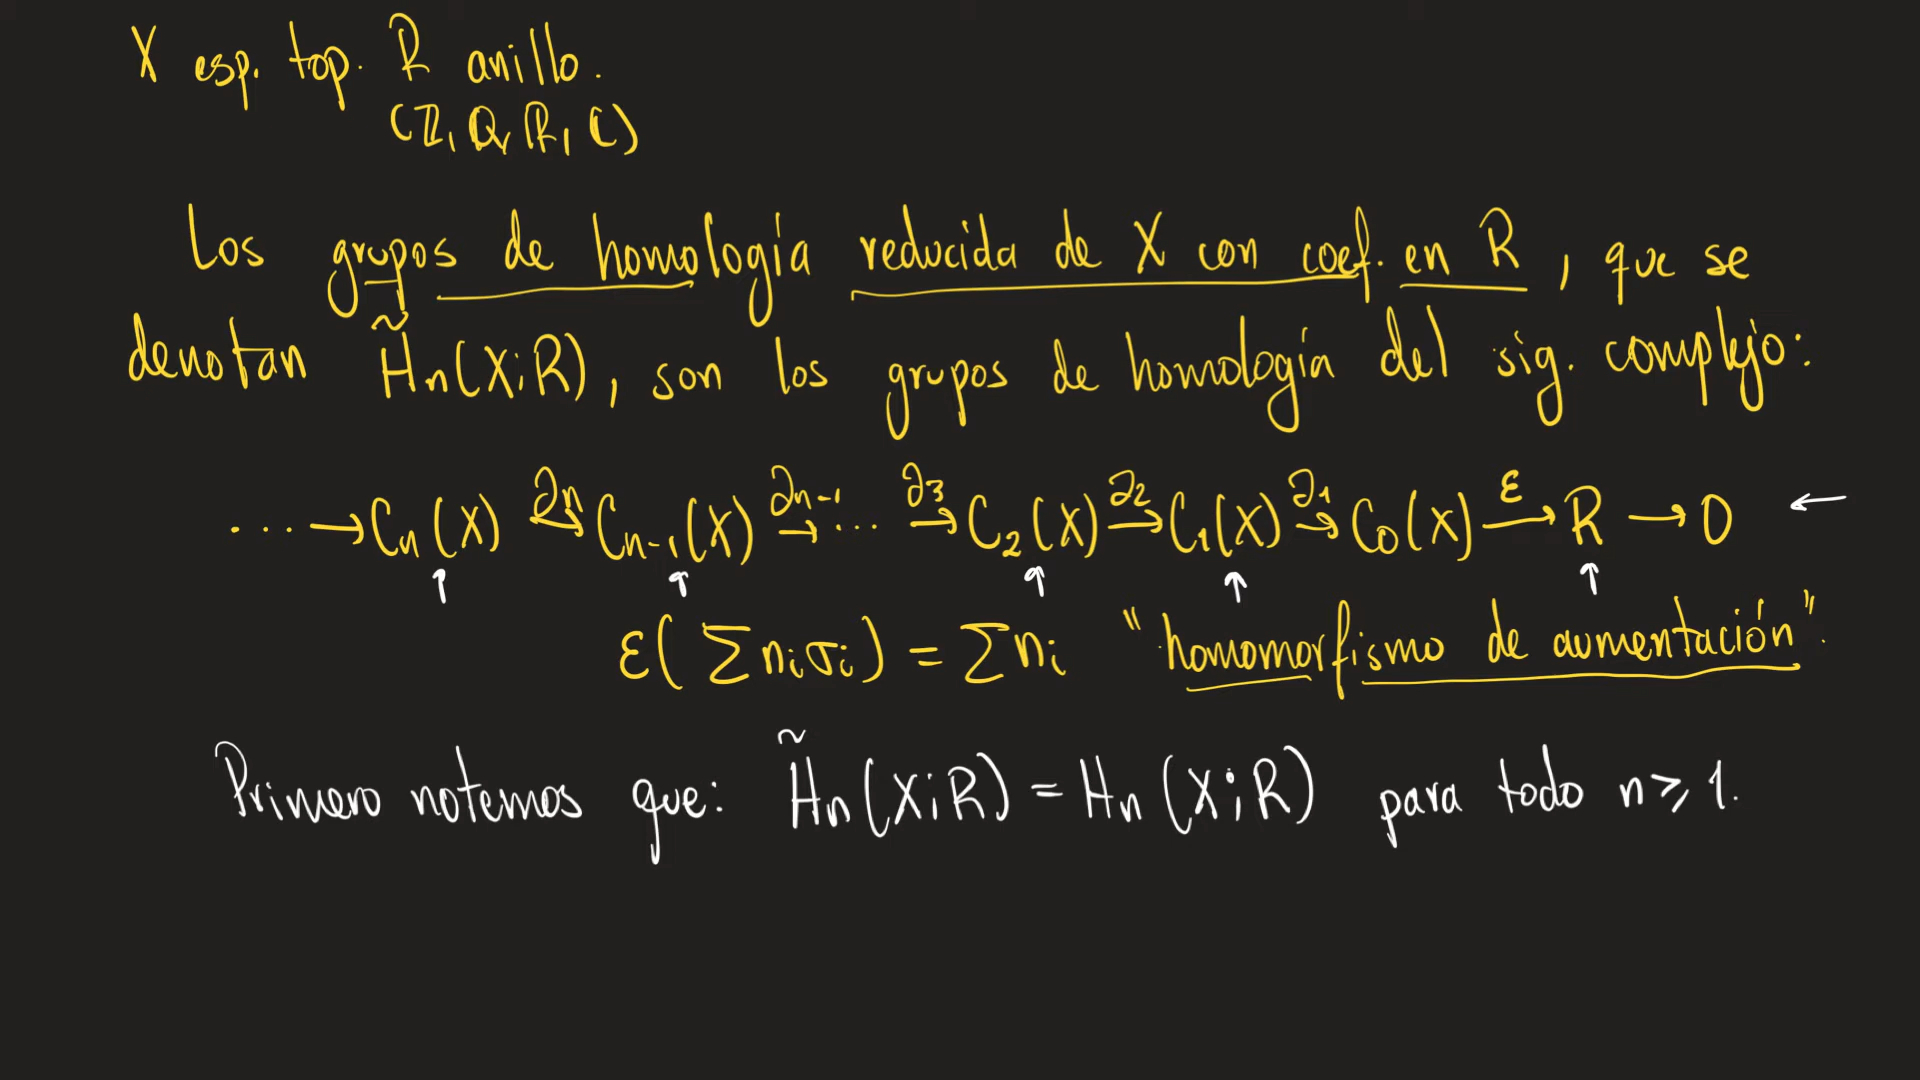 X esp. top. R anillo.
(ℤ, ℚ, ℝ, ℂ)
Los grupos de homología reducida de X con coef. en R, que se
denotan H̃n(X;R), son los grupos de homología del sig. complejo:
··· → Cn(X) →∂n Cn-1(X) →∂n-1 ··· →∂3 C2(X) →∂2 C1(X) →∂1 C0(X) →ε R → 0 ←
ε(∑niσi) = ∑ni "homomorfismo de aumentación".
Primero notemos que: H̃n(X;R) = Hn(X;R) para todo n ≥ 1.